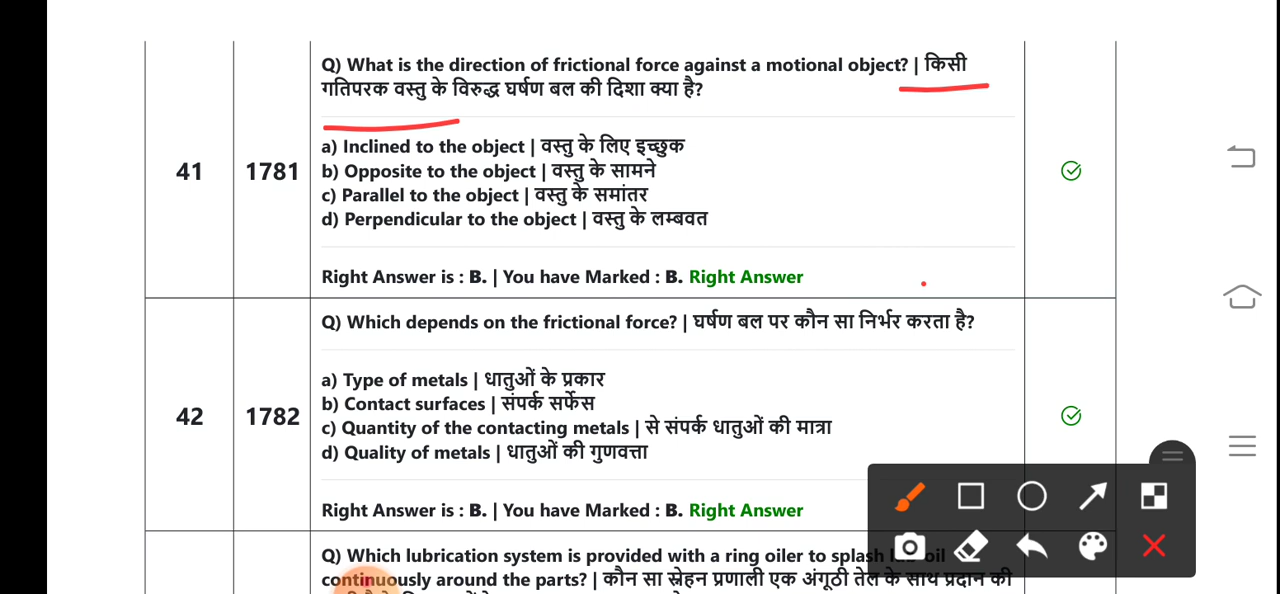 Q) What is the direction of frictional force against a motional object? | किसी
गतिपरक वस्तु के विरुद्ध घर्षण बल की दिशा क्या है?
41
1781
a) Inclined to the object | वस्तु के लिए इच्छुक
b) Opposite to the object | वस्तु के सामने
c) Parallel to the object | वस्तु के समांतर
d) Perpendicular to the object | वस्तु के लम्बवत
Right Answer is : B. | You have Marked : B. Right Answer
Q) Which depends on the frictional force? | घर्षण बल पर कौन सा निर्भर करता है?
42
1782
a) Type of metals | धातुओं के प्रकार
b) Contact surfaces | संपर्क सर्फेस
c) Quantity of the contacting metals | से संपर्क धातुओं की मात्रा
d) Quality of metals | धातुओं की गुणवत्ता
Right Answer is : B. | You have Marked : B. Right Answer
Q) Which lubrication system is provided with a ring oiler to splash oil
continuously around the parts? | कौन सा स्नेहन प्रणाली एक अंगूठी तेल के साथ प्रदान की